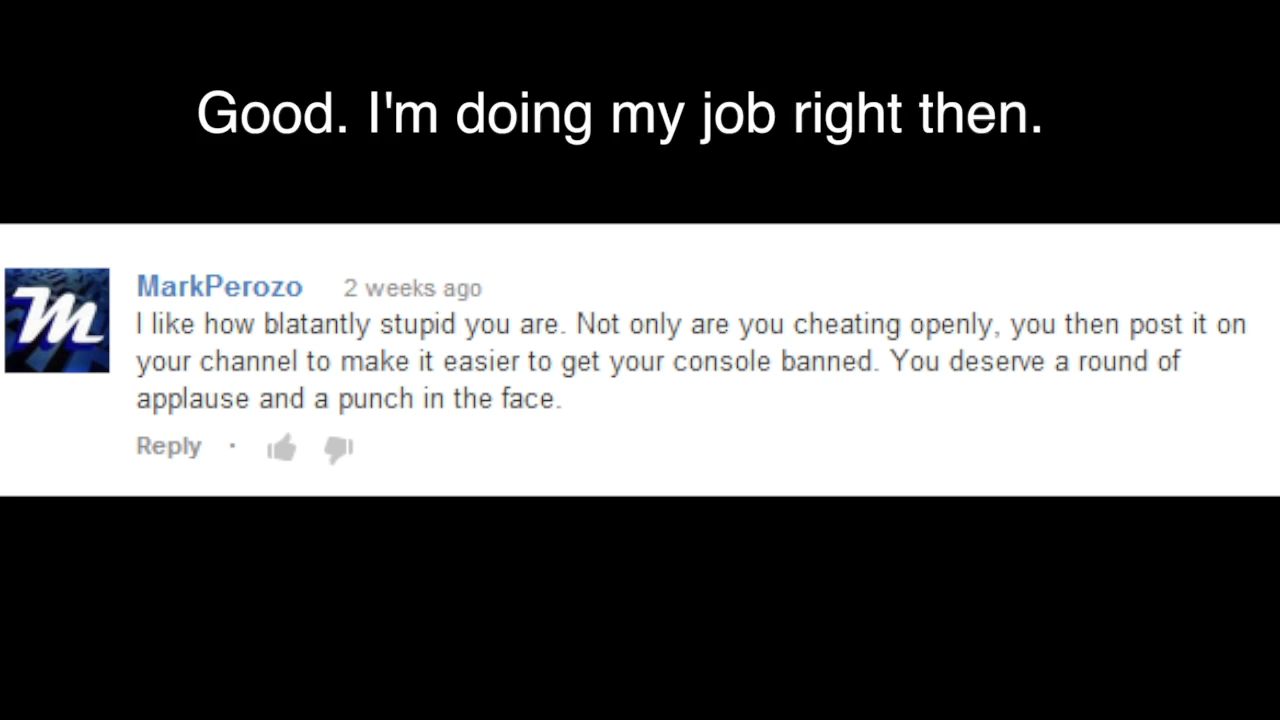 Good. I'm doing my job right then.
MarkPerozo 2 weeks ago
I like how blatantly stupid you are. Not only are you cheating openly, you then post it on
your channel to make it easier to get your console banned. You deserve a round of
applause and a punch in the face.
Reply ·